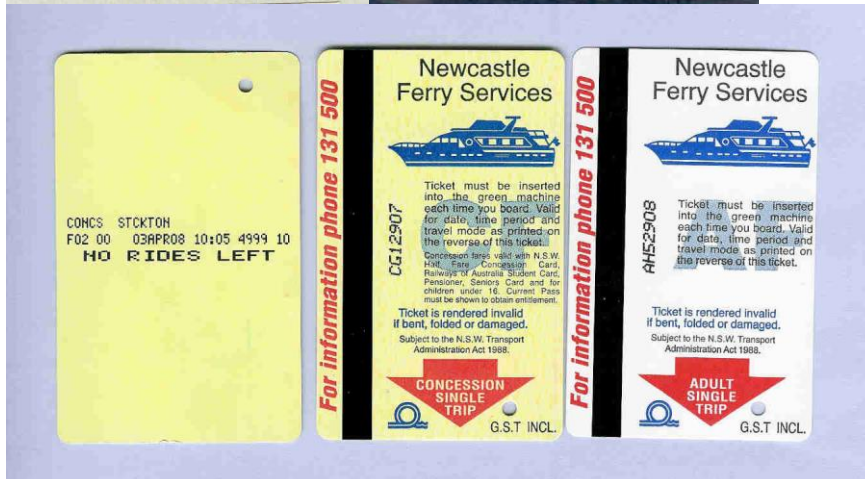 CONCS STCKTON
F02 00 03APR08 10:05 4999 10
NO RIDES LEFT
For information phone 131 500
Newcastle
Ferry Services
CG12907
CF
Ticket must be inserted
into the green machine
each time you board. Valid
for date, time period and
travel mode as printed on
the reverse of this ticket.
Concession fares valid with N.S.W.
Half Fare Concession Card,
Railways of Australia Student Card,
Pensioner, Seniors Card and for
children under 16. Current Pass
must be shown to obtain entitlement.
Ticket is rendered invalid
if bent, folded or damaged.
Subject to the N.S.W. Transport
Administration Act 1988.
CONCESSION
SINGLE
TRIP
G.S.T INCL.
For information phone 131 500
Newcastle
Ferry Services
AH52908
AF
Ticket must be inserted
into the green machine
each time you board. Valid
for date, time period and
travel mode as printed on
the reverse of this ticket.
Ticket is rendered invalid
if bent, folded or damaged.
Subject to the N.S.W. Transport
Administration Act 1988.
ADULT
SINGLE
TRIP
G.S.T INCL.